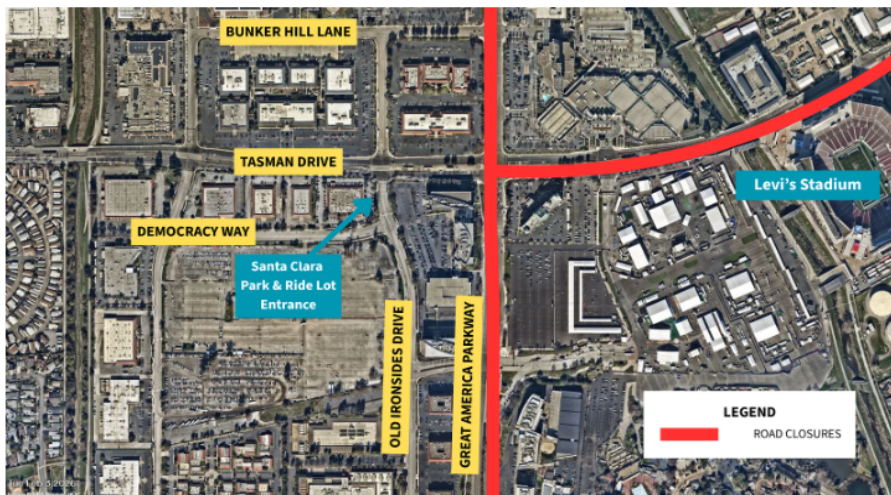 BUNKER HILL LANE
TASMAN DRIVE
Levi's Stadium
DEMOCRACY WAY
Santa Clara
Park & Ride Lot
Entrance
OLD IRONSIDES DRIVE
GREAT AMERICA PARKWAY
LEGEND
ROAD CLOSURES